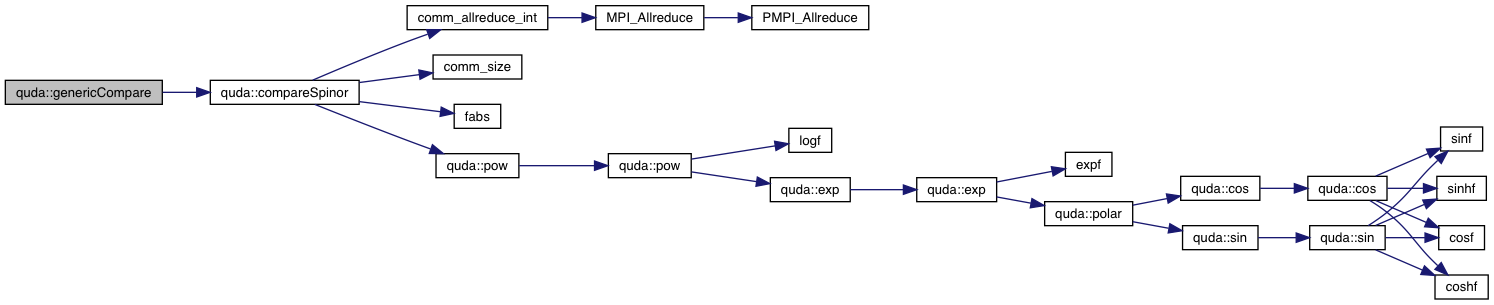 quda::genericCompare
quda::compareSpinor
comm_allreduce_int
MPI_Allreduce
PMPI_Allreduce
comm_size
fabs
quda::pow
quda::pow
logf
quda::exp
quda::exp
expf
quda::polar
quda::cos
quda::cos
quda::sin
quda::sin
sinf
sinhf
cosf
coshf